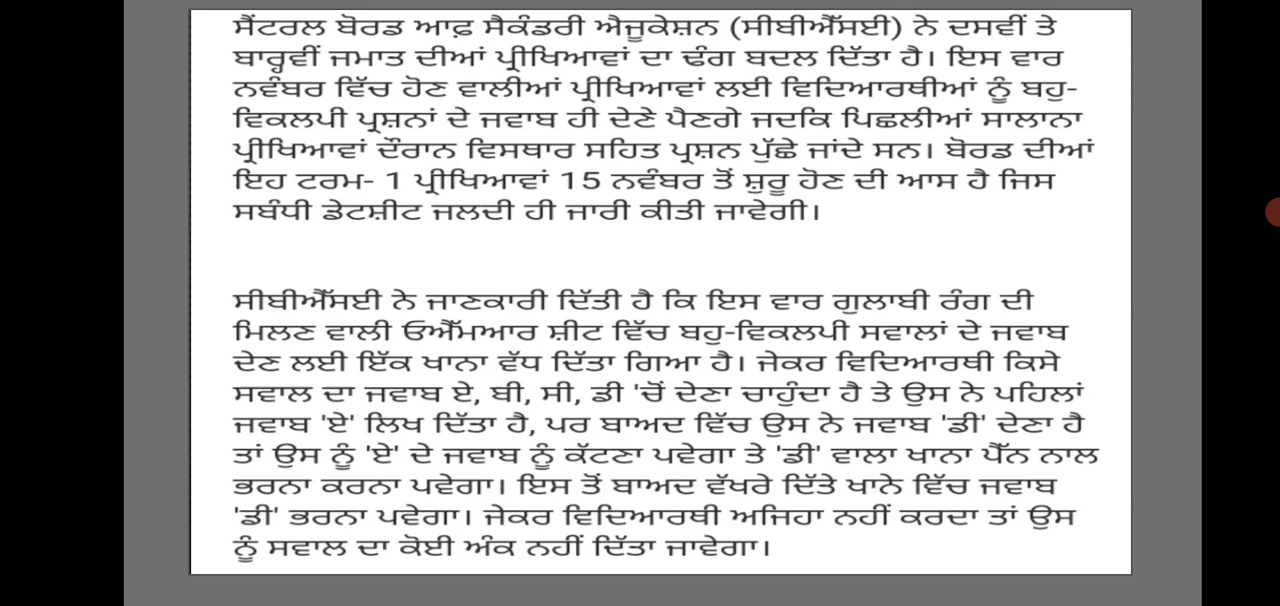 ਸੈਂਟਰਲ ਬੋਰਡ ਆਫ਼ ਸੈਕੰਡਰੀ ਐਜੂਕੇਸ਼ਨ (ਸੀਬੀਐੱਸਈ) ਨੇ ਦਸਵੀਂ ਤੇ
ਬਾਰ੍ਹਵੀਂ ਜਮਾਤ ਦੀਆਂ ਪ੍ਰੀਖਿਆਵਾਂ ਦਾ ਢੰਗ ਬਦਲ ਦਿੱਤਾ ਹੈ। ਇਸ ਵਾਰ
ਨਵੰਬਰ ਵਿੱਚ ਹੋਣ ਵਾਲੀਆਂ ਪ੍ਰੀਖਿਆਵਾਂ ਲਈ ਵਿਦਿਆਰਥੀਆਂ ਨੂੰ ਬਹੁ-
ਵਿਕਲਪੀ ਪ੍ਰਸ਼ਨਾਂ ਦੇ ਜਵਾਬ ਹੀ ਦੇਣੇ ਪੈਣਗੇ ਜਦਕਿ ਪਿਛਲੀਆਂ ਸਾਲਾਨਾ
ਪ੍ਰੀਖਿਆਵਾਂ ਦੌਰਾਨ ਵਿਸਥਾਰ ਸਹਿਤ ਪ੍ਰਸ਼ਨ ਪੁੱਛੇ ਜਾਂਦੇ ਸਨ। ਬੋਰਡ ਦੀਆਂ
ਇਹ ਟਰਮ- 1 ਪ੍ਰੀਖਿਆਵਾਂ 15 ਨਵੰਬਰ ਤੋਂ ਸ਼ੁਰੂ ਹੋਣ ਦੀ ਆਸ ਹੈ ਜਿਸ
ਸਬੰਧੀ ਡੇਟਸ਼ੀਟ ਜਲਦੀ ਹੀ ਜਾਰੀ ਕੀਤੀ ਜਾਵੇਗੀ।
ਸੀਬੀਐੱਸਈ ਨੇ ਜਾਣਕਾਰੀ ਦਿੱਤੀ ਹੈ ਕਿ ਇਸ ਵਾਰ ਗੁਲਾਬੀ ਰੰਗ ਦੀ
ਮਿਲਣ ਵਾਲੀ ਓਐੱਮਆਰ ਸ਼ੀਟ ਵਿੱਚ ਬਹੁ-ਵਿਕਲਪੀ ਸਵਾਲਾਂ ਦੇ ਜਵਾਬ
ਦੇਣ ਲਈ ਇੱਕ ਖਾਨਾ ਵੱਧ ਦਿੱਤਾ ਗਿਆ ਹੈ। ਜੇਕਰ ਵਿਦਿਆਰਥੀ ਕਿਸੇ
ਸਵਾਲ ਦਾ ਜਵਾਬ ਏ, ਬੀ, ਸੀ, ਡੀ 'ਚੋਂ ਦੇਣਾ ਚਾਹੁੰਦਾ ਹੈ ਤੇ ਉਸ ਨੇ ਪਹਿਲਾਂ
ਜਵਾਬ 'ਏ' ਲਿਖ ਦਿੱਤਾ ਹੈ, ਪਰ ਬਾਅਦ ਵਿੱਚ ਉਸ ਨੇ ਜਵਾਬ 'ਡੀ' ਦੇਣਾ ਹੈ
ਤਾਂ ਉਸ ਨੂੰ 'ਏ' ਦੇ ਜਵਾਬ ਨੂੰ ਕੱਟਣਾ ਪਵੇਗਾ ਤੇ 'ਡੀ' ਵਾਲਾ ਖਾਨਾ ਪੈੱਨ ਨਾਲ
ਭਰਨਾ ਕਰਨਾ ਪਵੇਗਾ। ਇਸ ਤੋਂ ਬਾਅਦ ਵੱਖਰੇ ਦਿੱਤੇ ਖਾਨੇ ਵਿੱਚ ਜਵਾਬ
'ਡੀ' ਭਰਨਾ ਪਵੇਗਾ। ਜੇਕਰ ਵਿਦਿਆਰਥੀ ਅਜਿਹਾ ਨਹੀਂ ਕਰਦਾ ਤਾਂ ਉਸ
ਨੂੰ ਸਵਾਲ ਦਾ ਕੋਈ ਅੰਕ ਨਹੀਂ ਦਿੱਤਾ ਜਾਵੇਗਾ।